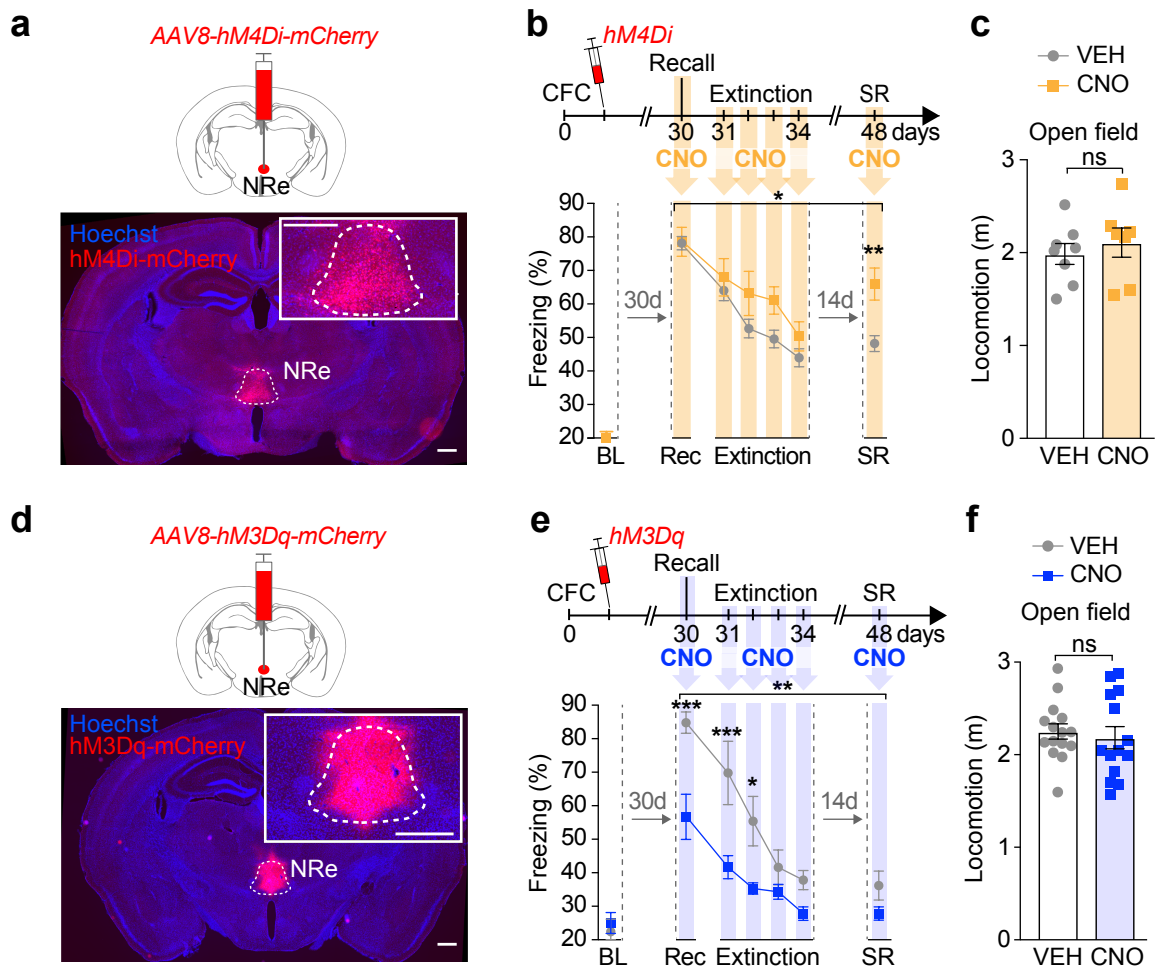 a
AAV8-hM4Di-mCherry
NRe
Hoechst
hM4Di-mCherry
NRe
b
hM4Di
Recall
CFC
Extinction
SR
0
30
31
34
48 days
CNO
CNO
CNO
*
**
90
80
70
60
50
40
30
20
Freezing (%)
30d
14d
BL
Rec
Extinction
SR
c
VEH
CNO
Open field
ns
3
2
1
0
Locomotion (m)
VEH
CNO
d
AAV8-hM3Dq-mCherry
NRe
Hoechst
hM3Dq-mCherry
NRe
e
hM3Dq
Recall
CFC
Extinction
SR
0
30
31
34
48 days
CNO
CNO
CNO
**
***
***
*
90
80
70
60
50
40
30
20
Freezing (%)
30d
14d
BL
Rec
Extinction
SR
f
VEH
CNO
Open field
ns
3
2
1
0
Locomotion (m)
VEH
CNO